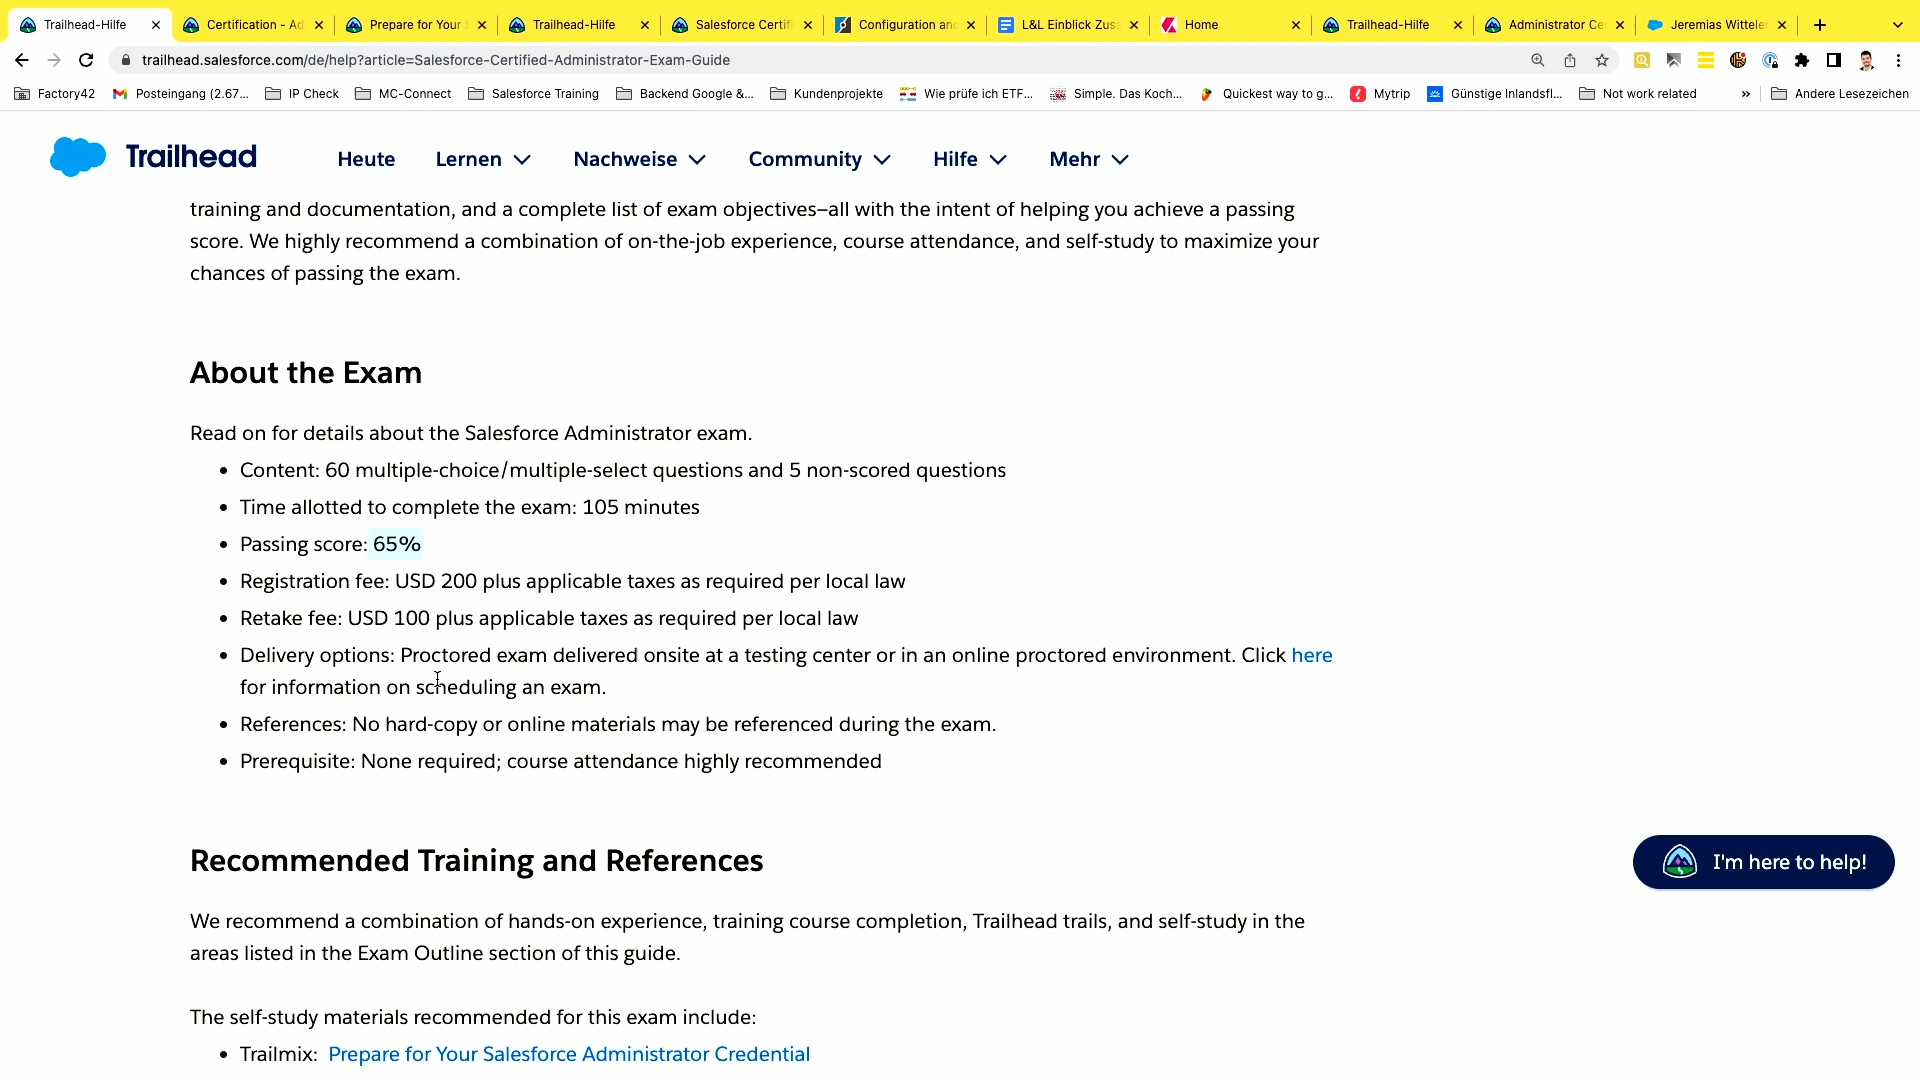 Trailhead-Hilfe
Certification - Ad
Prepare for Your S
Trailhead-Hilfe
Salesforce Certifi
Configuration and
L&L Einblick Zusa
Home
Trailhead-Hilfe
Administrator Ce
Jeremias Witteler
trailhead.salesforce.com/de/help?article=Salesforce-Certified-Administrator-Exam-Guide
Factory42
Posteingang (2.67...
IP Check
MC-Connect
Salesforce Training
Backend Google &...
Kundenprojekte
Wie prüfe ich ETF...
Simple. Das Koch...
Quickest way to g...
Mytrip
Günstige Inlandsfl...
Not work related
»
Andere Lesezeichen
Trailhead
Heute
Lernen
Nachweise
Community
Hilfe
Mehr
training and documentation, and a complete list of exam objectives—all with the intent of helping you achieve a passing
score. We highly recommend a combination of on-the-job experience, course attendance, and self-study to maximize your
chances of passing the exam.
About the Exam
Read on for details about the Salesforce Administrator exam.
• Content: 60 multiple-choice/multiple-select questions and 5 non-scored questions
• Time allotted to complete the exam: 105 minutes
• Passing score: 65%
• Registration fee: USD 200 plus applicable taxes as required per local law
• Retake fee: USD 100 plus applicable taxes as required per local law
• Delivery options: Proctored exam delivered onsite at a testing center or in an online proctored environment. Click here
for information on scheduling an exam.
• References: No hard-copy or online materials may be referenced during the exam.
• Prerequisite: None required; course attendance highly recommended
Recommended Training and References
I'm here to help!
We recommend a combination of hands-on experience, training course completion, Trailhead trails, and self-study in the
areas listed in the Exam Outline section of this guide.
The self-study materials recommended for this exam include:
• Trailmix: Prepare for Your Salesforce Administrator Credential